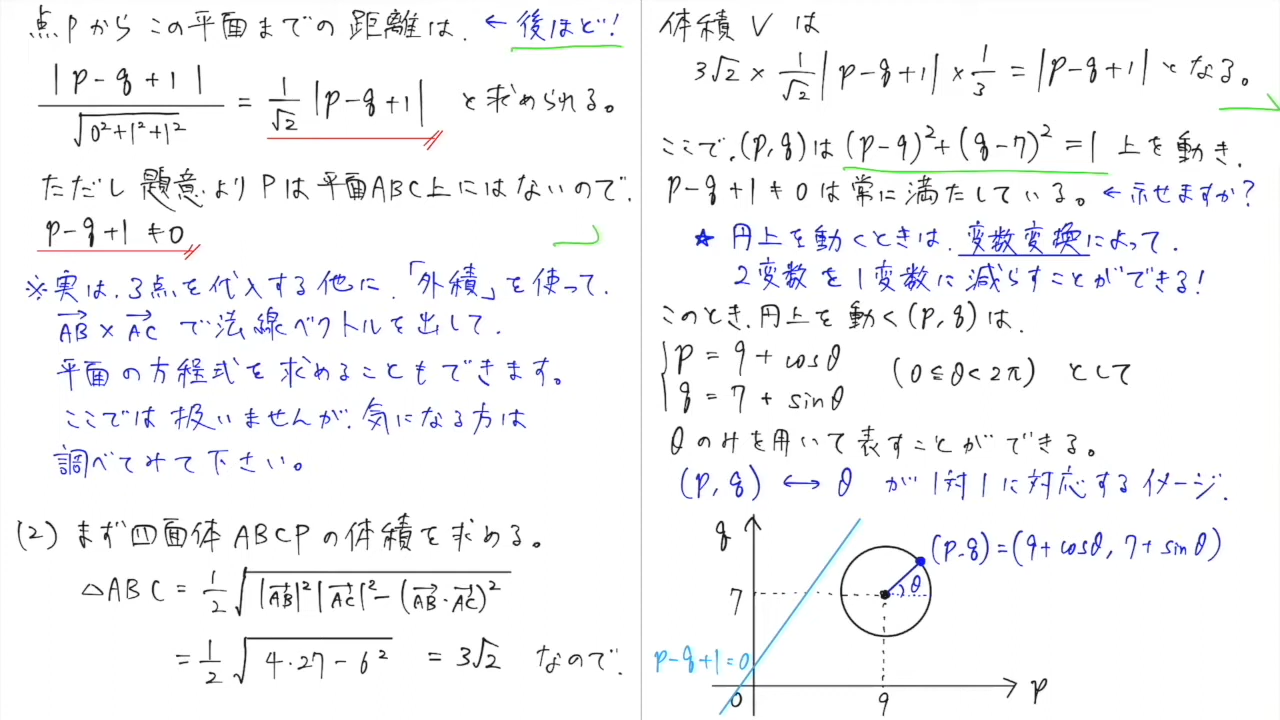 点Pから この平面までの 距離は、 ← 後ほど!
|p-q+1| / √(0²+1²+1²) = 1/√2 |p-q+1| と求められる。
ただし 題意よりPは平面ABC上にはないので、
p-q+1≠0
※実は、3点を代入する他に、「外積」を使って、
AB→×AC→ で法線ベクトルを出して、
平面の方程式を求めることもできます。
ここでは扱いませんが、気になる方は
調べてみて下さい。
(2) まず四面体ABCPの体積を求める。
△ABC = 1/2 √(|AB→|²|AC→|²-(AB→・AC→)²)
= 1/2 √(4・27-6²) = 3√2 なので、
体積 V は
3√2 × 1/√2 |p-q+1| × 1/3 = |p-q+1| となる。
ここで、(p,q)は (p-9)²+(q-7)²=1 上を動き、
p-q+1≠0は常に満たしている。 ← 示せますか?
★ 円上を動くときは、変数変換によって、
2変数を1変数に減らすことができる!
このとき、円上を動く(p,q)は、
p = 9 + cosθ
q = 7 + sinθ
(0≦θ<2π) として
θのみを用いて表すことができる。
(p,q) ↔ θ が1対1に対応するイメージ.
q
(p-q)=(9+cosθ, 7+sinθ)
θ
7
p-q+1=0
0
9
p